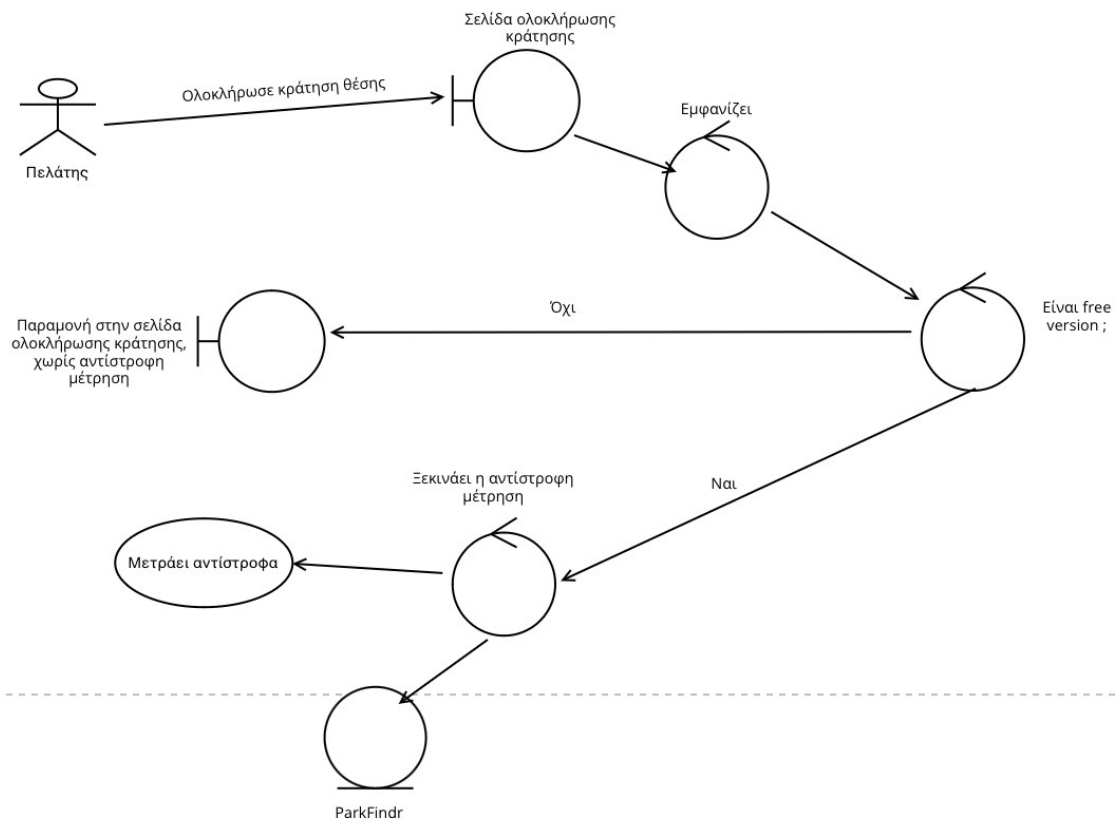 Σελίδα ολοκλήρωσης
κράτησης
Ολοκλήρωσε κράτηση θέσης
Εμφανίζει
Πελάτης
Είναι free
version ;
Όχι
Παραμονή στην σελίδα
ολοκλήρωσης κράτησης,
χωρίς αντίστροφη
μέτρηση
Ναι
Ξεκινάει η αντίστροφη
μέτρηση
Μετράει αντίστροφα
ParkFindr